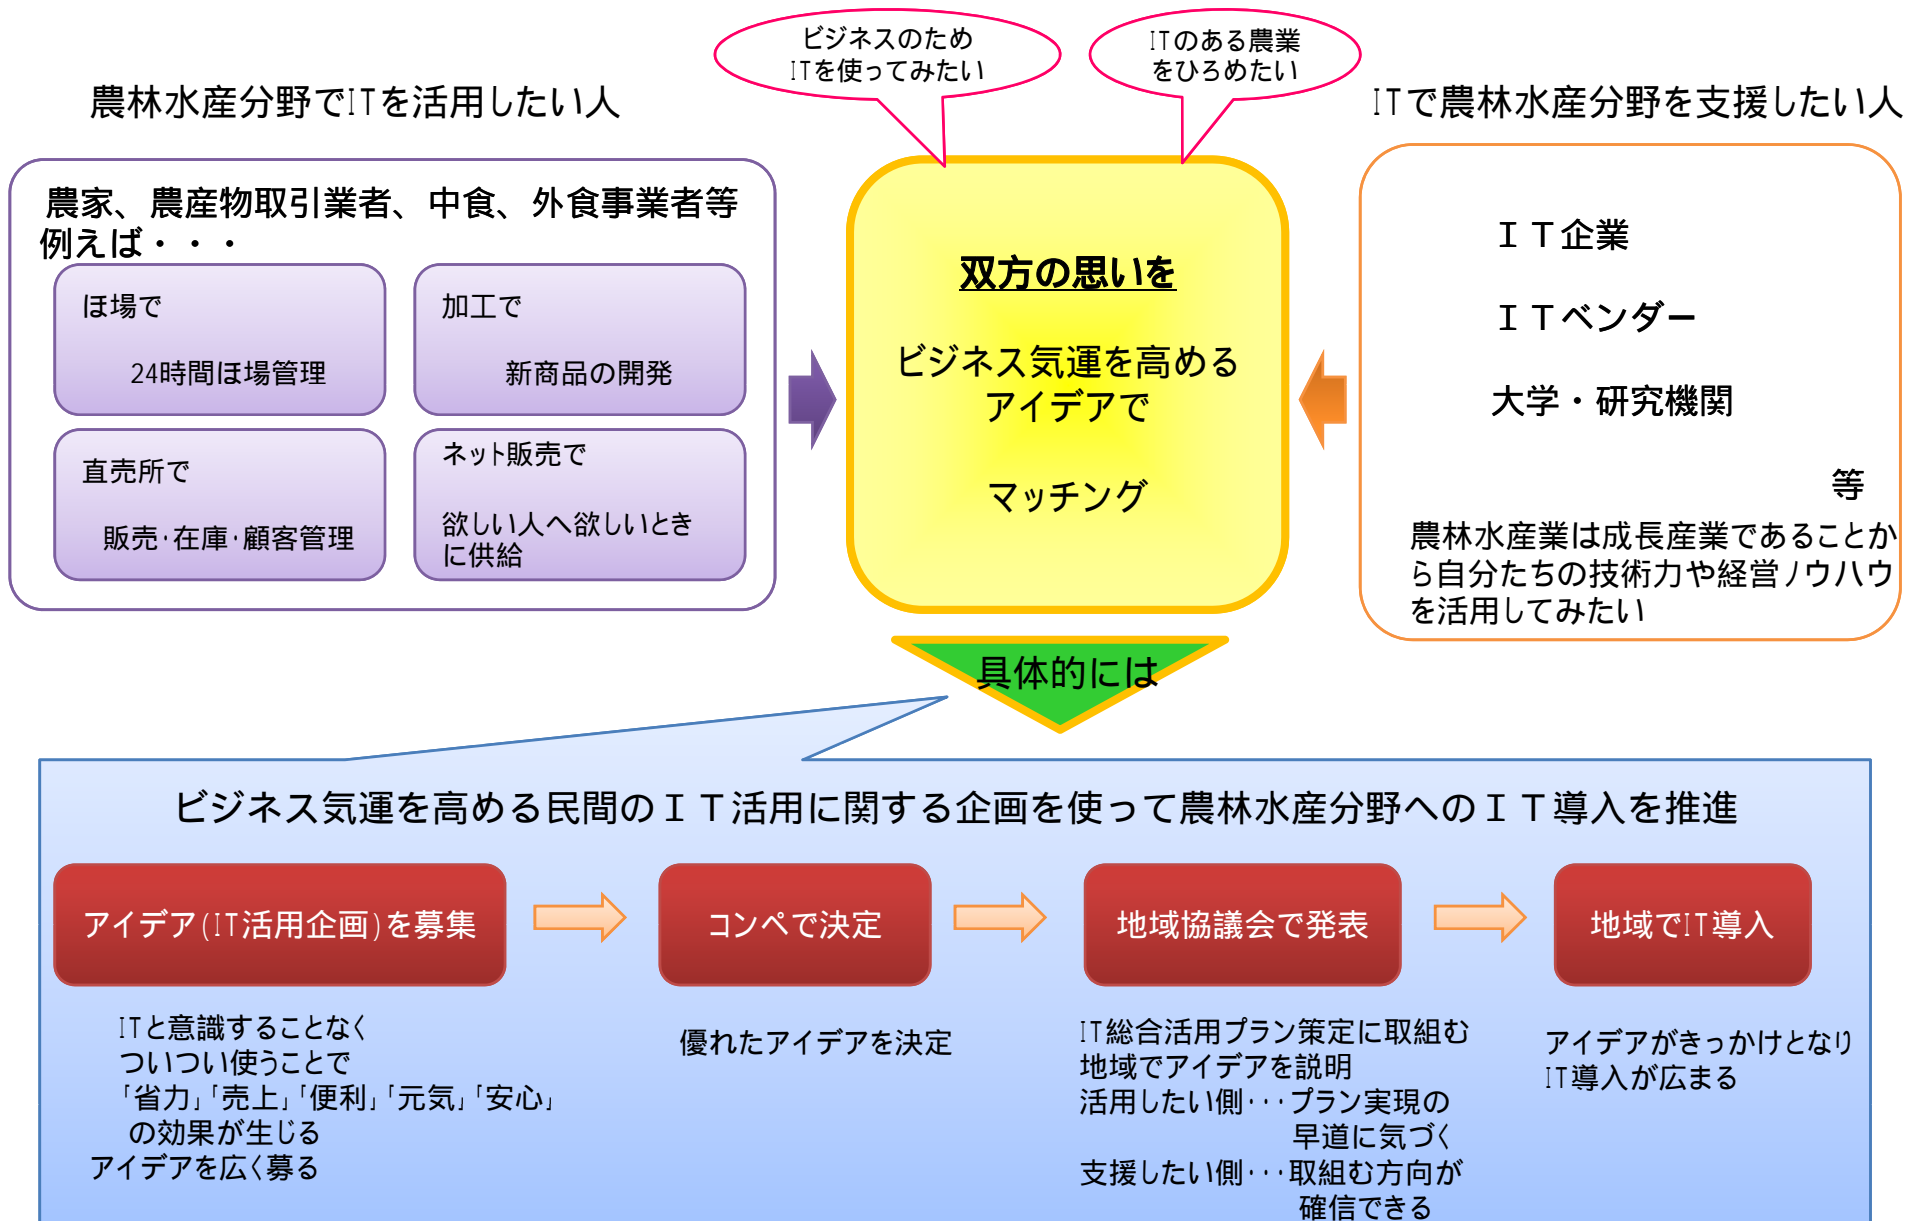 ビジネスのため
ITを使ってみたい
ITのある農業
をひろめたい
農林水産分野でITを活用したい人
ITで農林水産分野を支援したい人
農家、農産物取引業者、中食、外食事業者等
例えば・・・
ほ場で
24時間ほ場管理
加工で
新商品の開発
直売所で
販売・在庫・顧客管理
ネット販売で
欲しい人へ欲しいとき
に供給
双方の思いを
ビジネス気運を高める
アイデアで
マッチング
ＩＴ企業
ＩＴベンダー
大学・研究機関
等
農林水産業は成長産業であることか
ら自分たちの技術力や経営ノウハウ
を活用してみたい
具体的には
ビジネス気運を高める民間のＩＴ活用に関する企画を使って農林水産分野へのＩＴ導入を推進
アイデア(IT活用企画)を募集
コンペで決定
地域協議会で発表
地域でIT導入
ITと意識することなく
ついつい使うことで
「省力」「売上」「便利」「元気」「安心」
の効果が生じる
アイデアを広く募る
優れたアイデアを決定
IT総合活用プラン策定に取組む
地域でアイデアを説明
活用したい側・・・プラン実現の
早道に気づく
支援したい側・・・取組む方向が
確信できる
アイデアがきっかけとなり
IT導入が広まる